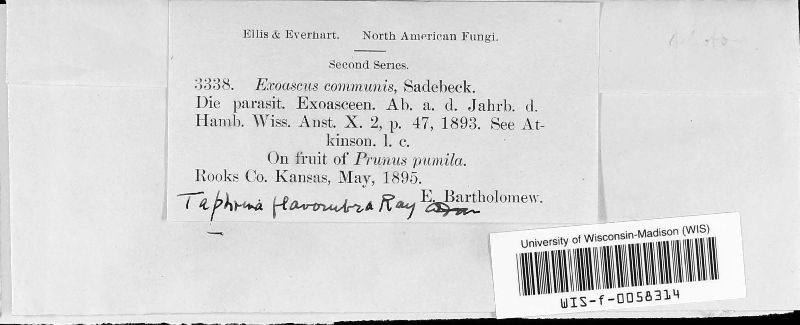 Ellis & Everhart. North American Fungi.
Second Series.
3338. Exoascus communis, Sadebeck.
Die parasit. Exoasceen. Ab. a. d. Jahrb. d.
Hamb. Wiss. Anst. X. 2, p. 47, 1893. See At-
kinson. l. c.
On fruit of Prunus pumila.
Rooks Co. Kansas, May, 1895.
E. Bartholomew.
Taphrina flavorubra Ray
University of Wisconsin-Madison (WIS)
WIS-f-0058314